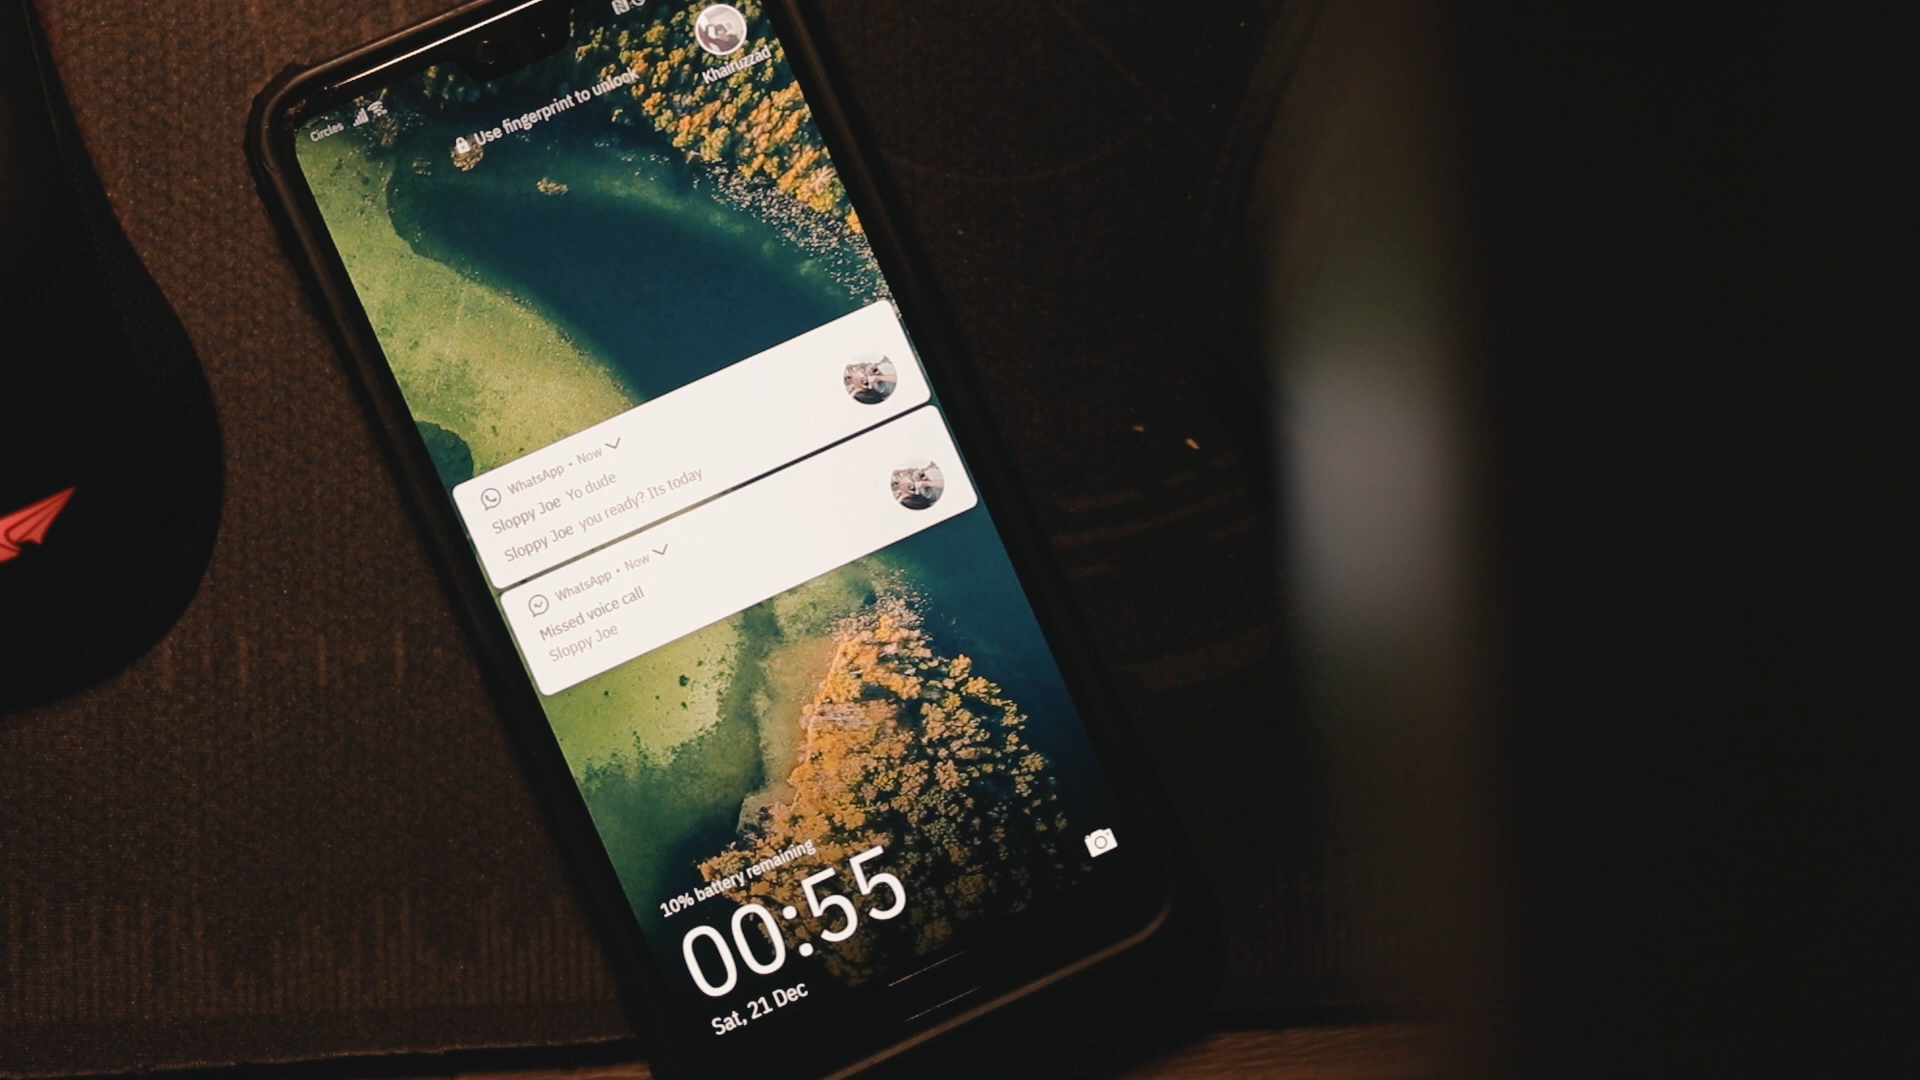 Khairuzzad
Circles
Use fingerprint to unlock
WhatsApp • Now
Sloppy Joe Yo dude
Sloppy Joe you ready? Its today
WhatsApp • Now
Missed voice call
Sloppy Joe
10% battery remaining
00:55
Sat, 21 Dec